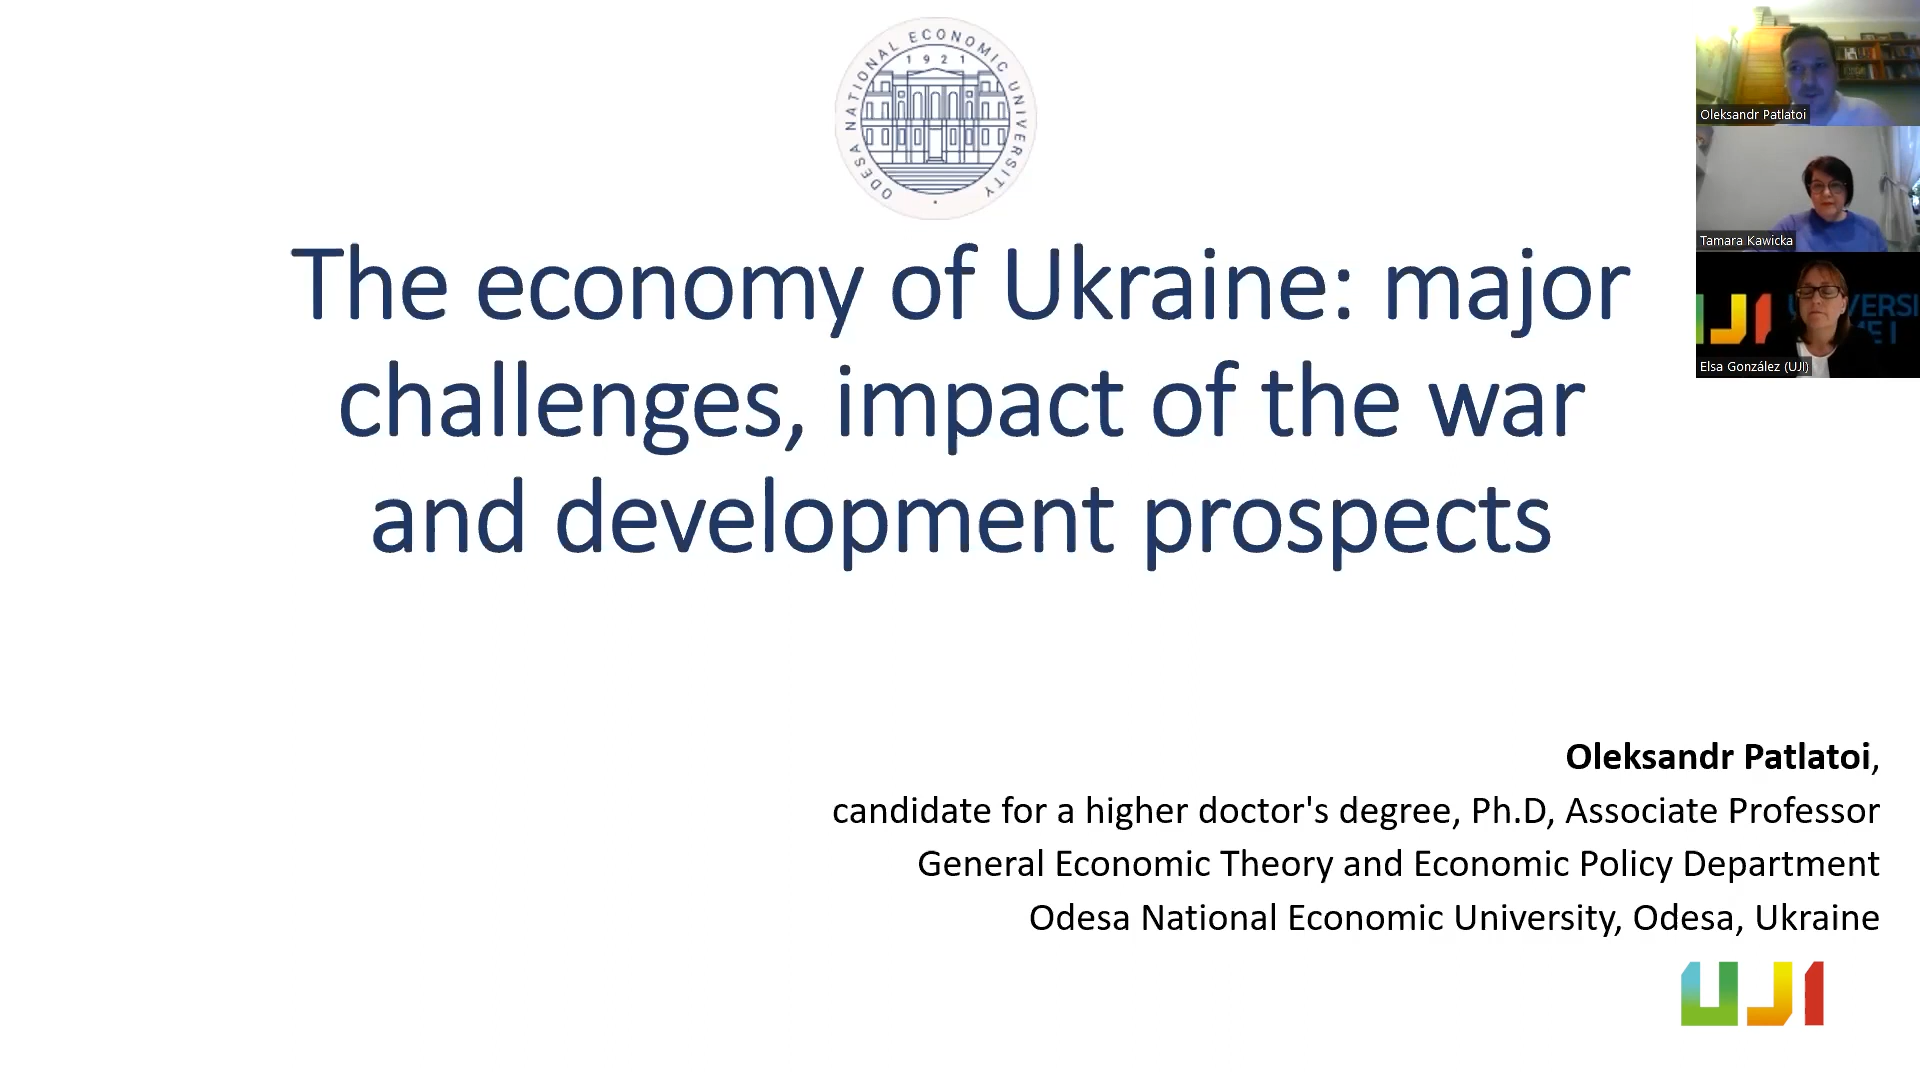 ODESA NATIONAL ECONOMIC UNIVERSITY
1921
The economy of Ukraine: major
challenges, impact of the war
and development prospects
Oleksandr Patlatoi,
candidate for a higher doctor's degree, Ph.D, Associate Professor
General Economic Theory and Economic Policy Department
Odesa National Economic University, Odesa, Ukraine
UJI
Oleksandr Patlatoi
Tamara Kawicka
UJI
Elsa González (UJI)